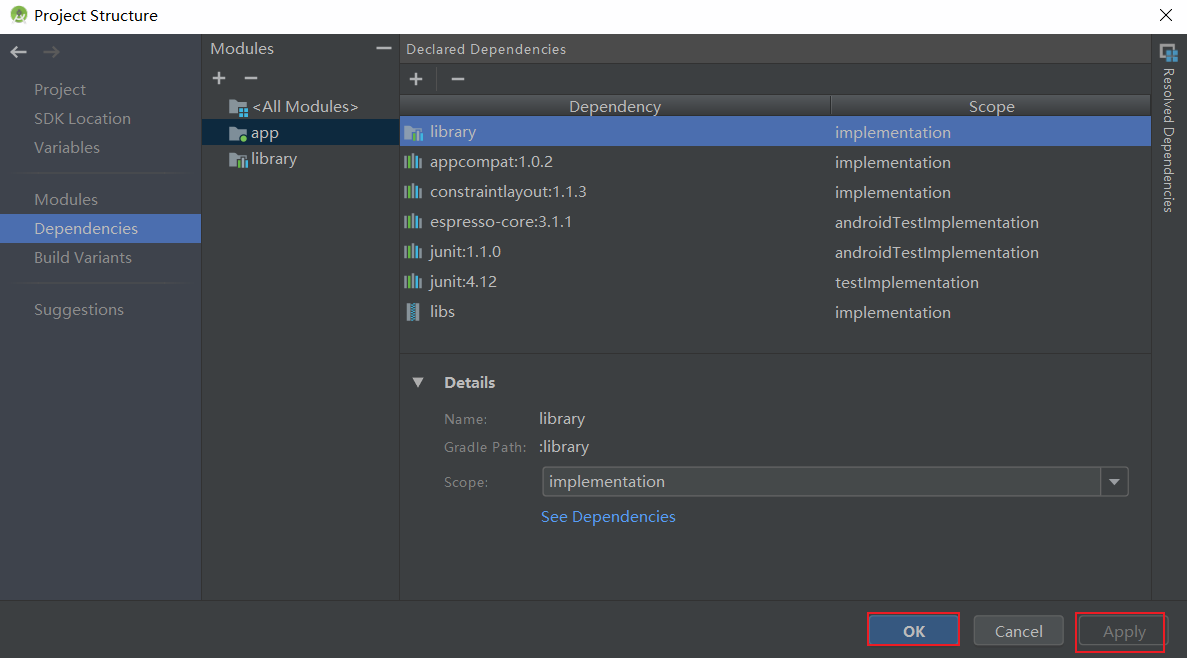 Project Structure
Project
SDK Location
Variables
Modules
Dependencies
Build Variants
Suggestions
Modules
<All Modules>
app
library
Declared Dependencies
Dependency Scope
library implementation
appcompat:1.0.2 implementation
constraintlayout:1.1.3 implementation
espresso-core:3.1.1 androidTestImplementation
junit:1.1.0 androidTestImplementation
junit:4.12 testImplementation
libs implementation
Details
Name: library
Gradle Path: :library
Scope: implementation
See Dependencies
Resolved Dependencies
OK Cancel Apply